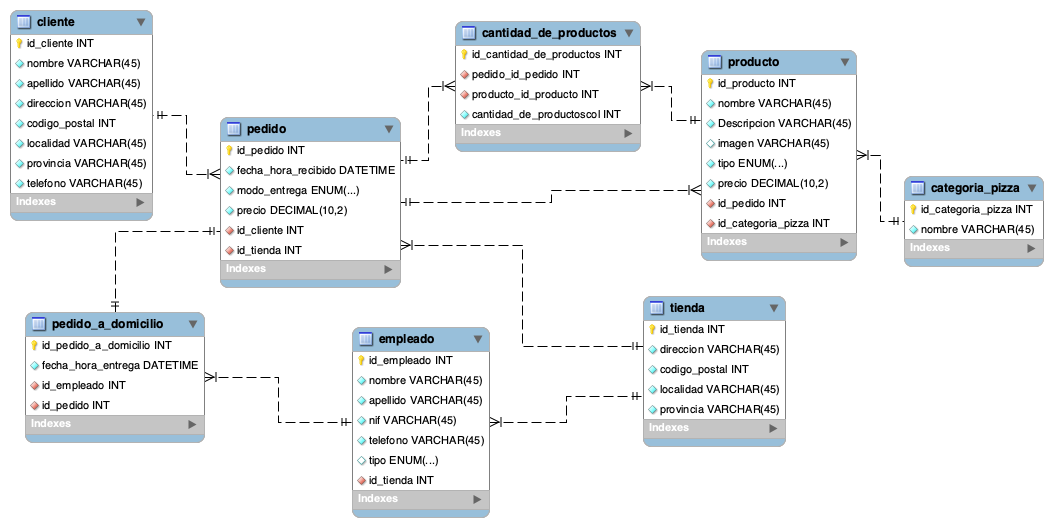 cliente
id_cliente INT
nombre VARCHAR(45)
apellido VARCHAR(45)
direccion VARCHAR(45)
codigo_postal INT
localidad VARCHAR(45)
provincia VARCHAR(45)
telefono VARCHAR(45)
Indexes
pedido
id_pedido INT
fecha_hora_recibido DATETIME
modo_entrega ENUM(...)
precio DECIMAL(10,2)
id_cliente INT
id_tienda INT
Indexes
cantidad_de_productos
id_cantidad_de_productos INT
pedido_id_pedido INT
producto_id_producto INT
cantidad_de_productoscol INT
Indexes
producto
id_producto INT
nombre VARCHAR(45)
Descripcion VARCHAR(45)
imagen VARCHAR(45)
tipo ENUM(...)
precio DECIMAL(10,2)
id_pedido INT
id_categoria_pizza INT
Indexes
categoria_pizza
id_categoria_pizza INT
nombre VARCHAR(45)
Indexes
pedido_a_domicilio
id_pedido_a_domicilio INT
fecha_hora_entrega DATETIME
id_empleado INT
id_pedido INT
Indexes
empleado
id_empleado INT
nombre VARCHAR(45)
apellido VARCHAR(45)
nif VARCHAR(45)
telefono VARCHAR(45)
tipo ENUM(...)
id_tienda INT
Indexes
tienda
id_tienda INT
direccion VARCHAR(45)
codigo_postal INT
localidad VARCHAR(45)
provincia VARCHAR(45)
Indexes